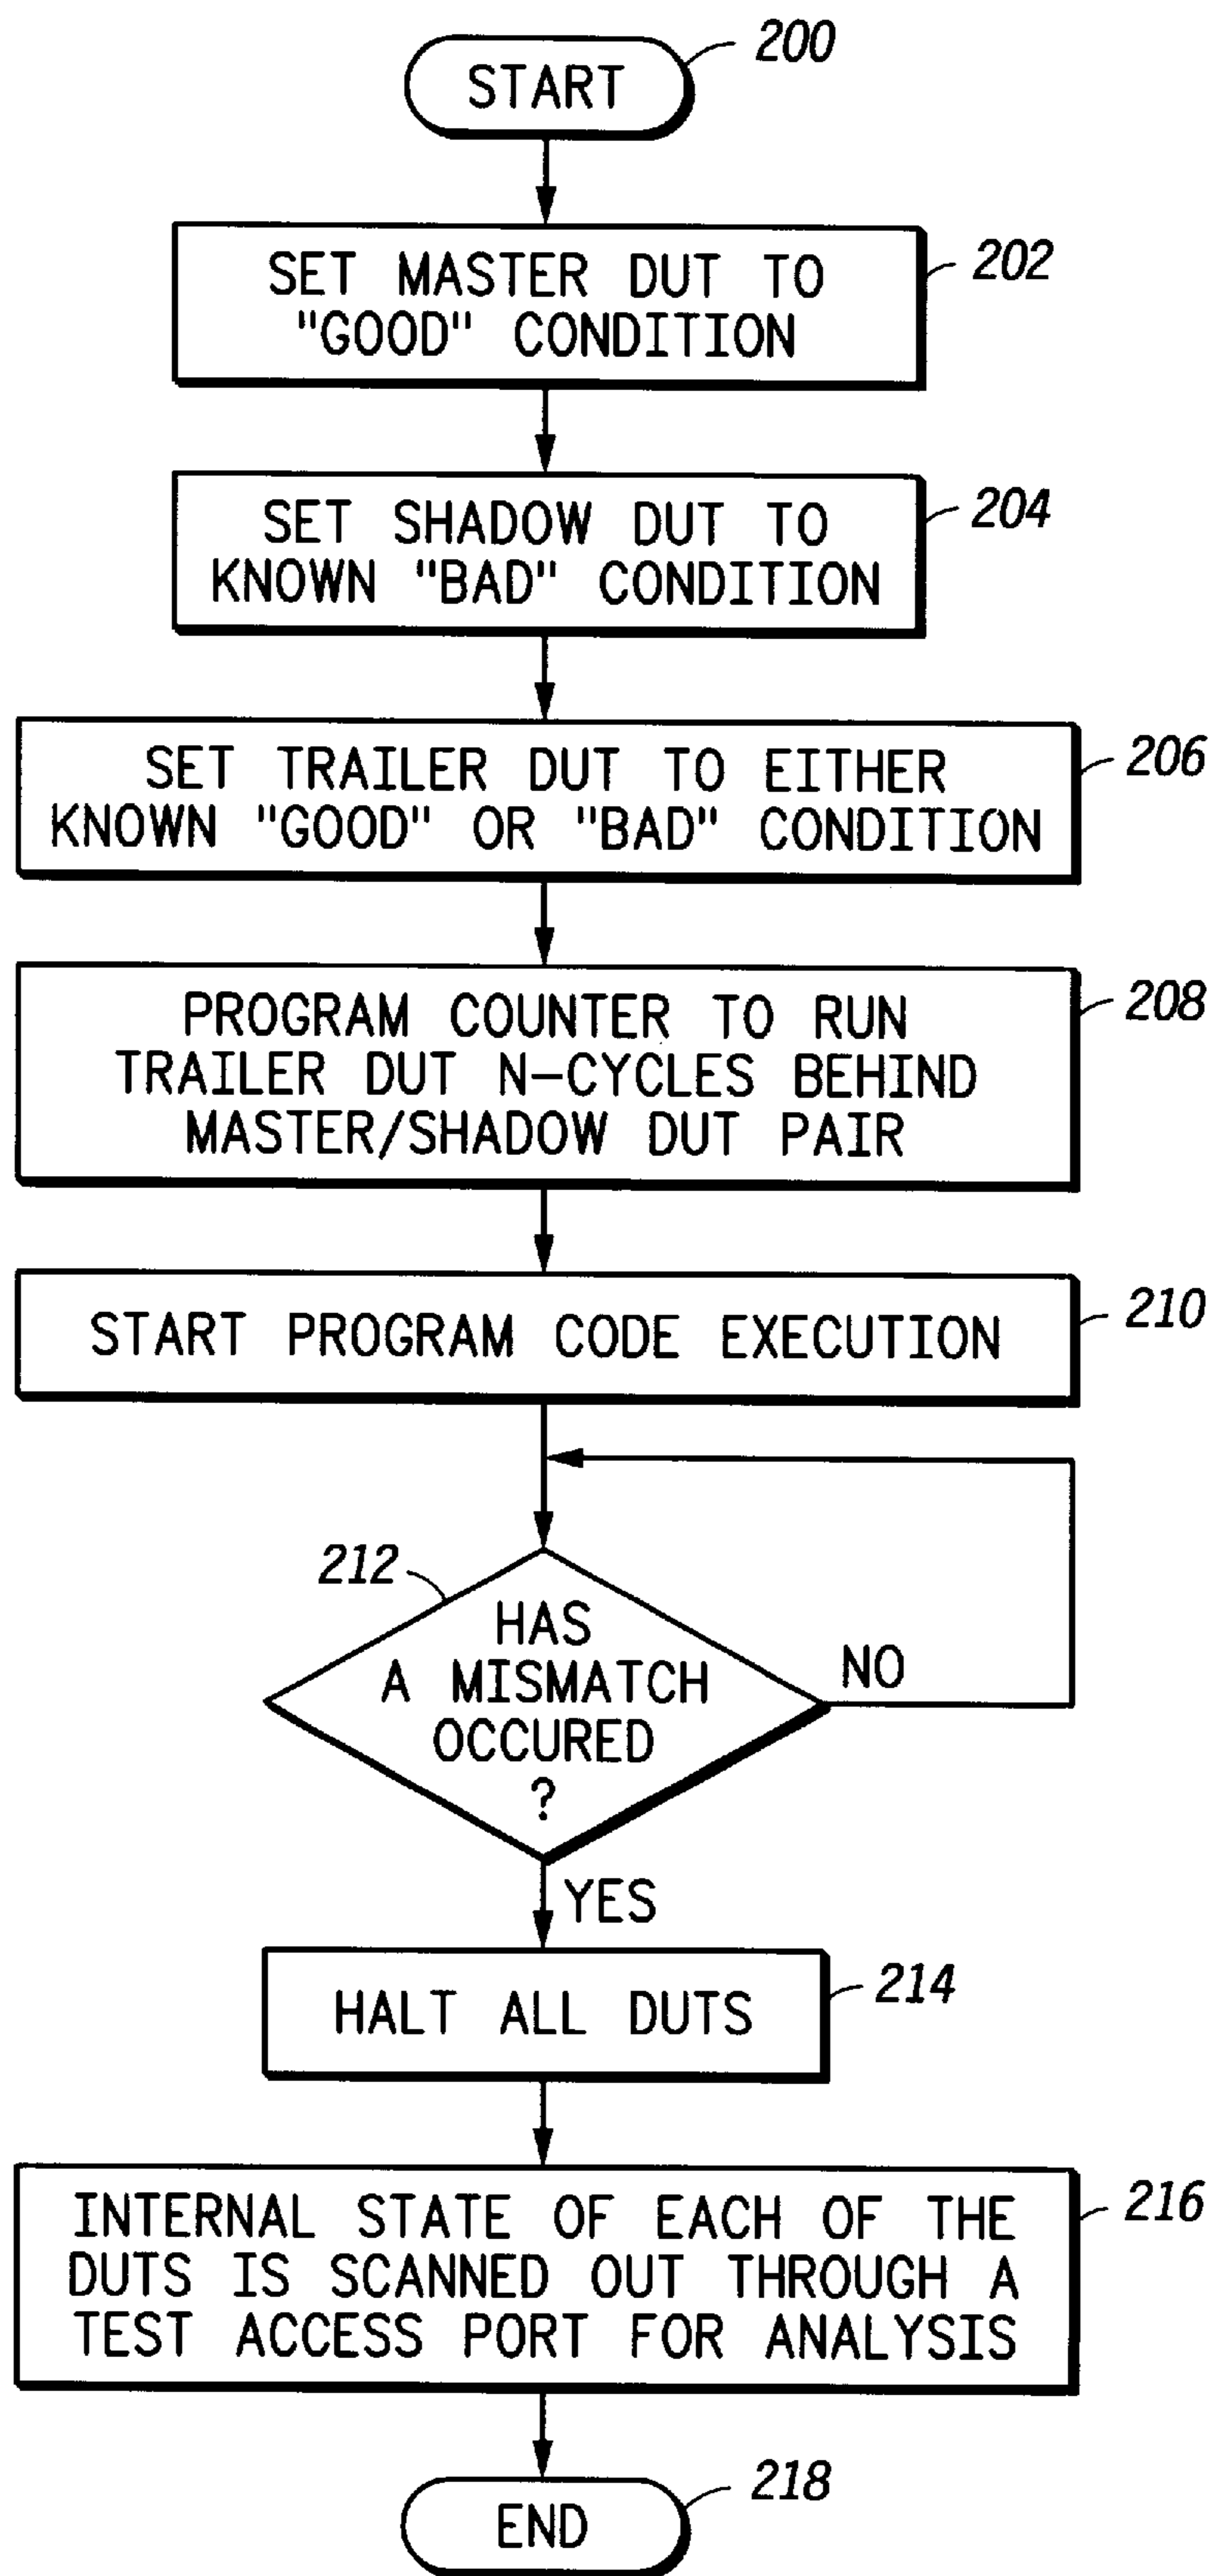 START
200
SET MASTER DUT TO
"GOOD" CONDITION
202
SET SHADOW DUT TO
KNOWN "BAD" CONDITION
204
SET TRAILER DUT TO EITHER
KNOWN "GOOD" OR "BAD" CONDITION
206
PROGRAM COUNTER TO RUN
TRAILER DUT N-CYCLES BEHIND
MASTER/SHADOW DUT PAIR
208
START PROGRAM CODE EXECUTION
210
212
HAS
A MISMATCH
OCCURED
?
NO
YES
HALT ALL DUTS
214
INTERNAL STATE OF EACH OF THE
DUTS IS SCANNED OUT THROUGH A
TEST ACCESS PORT FOR ANALYSIS
216
END
218